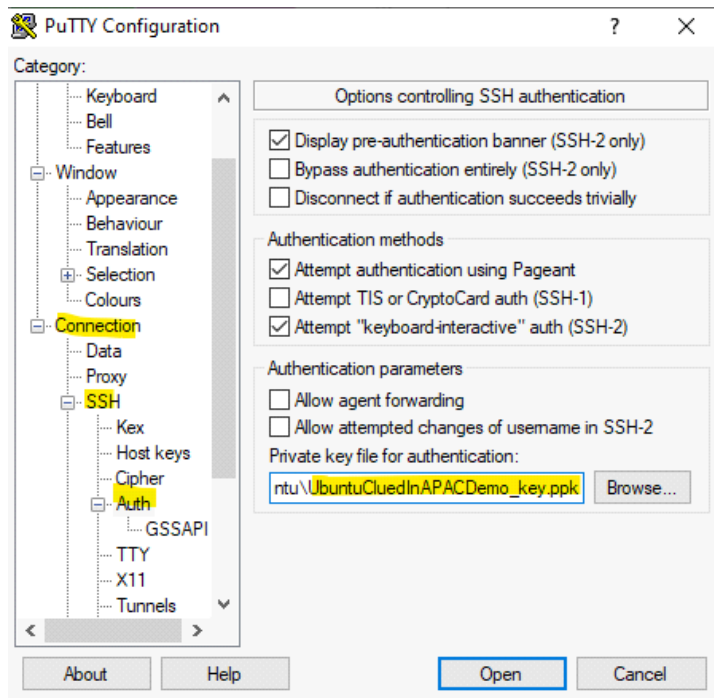 PuTTY Configuration
?
Category:
Keyboard
Bell
Features
Window
Appearance
Behaviour
Translation
Selection
Colours
Connection
Data
Proxy
SSH
Kex
Host keys
Cipher
Auth
GSSAPI
TTY
X11
Tunnels
Options controlling SSH authentication
Display pre-authentication banner (SSH-2 only)
Bypass authentication entirely (SSH-2 only)
Disconnect if authentication succeeds trivially
Authentication methods
Attempt authentication using Pageant
Attempt TIS or CryptoCard auth (SSH-1)
Attempt "keyboard-interactive" auth (SSH-2)
Authentication parameters
Allow agent forwarding
Allow attempted changes of username in SSH-2
Private key file for authentication:
ntu\UbuntuCluedInAPACDemo_key.ppk
Browse...
About
Help
Open
Cancel